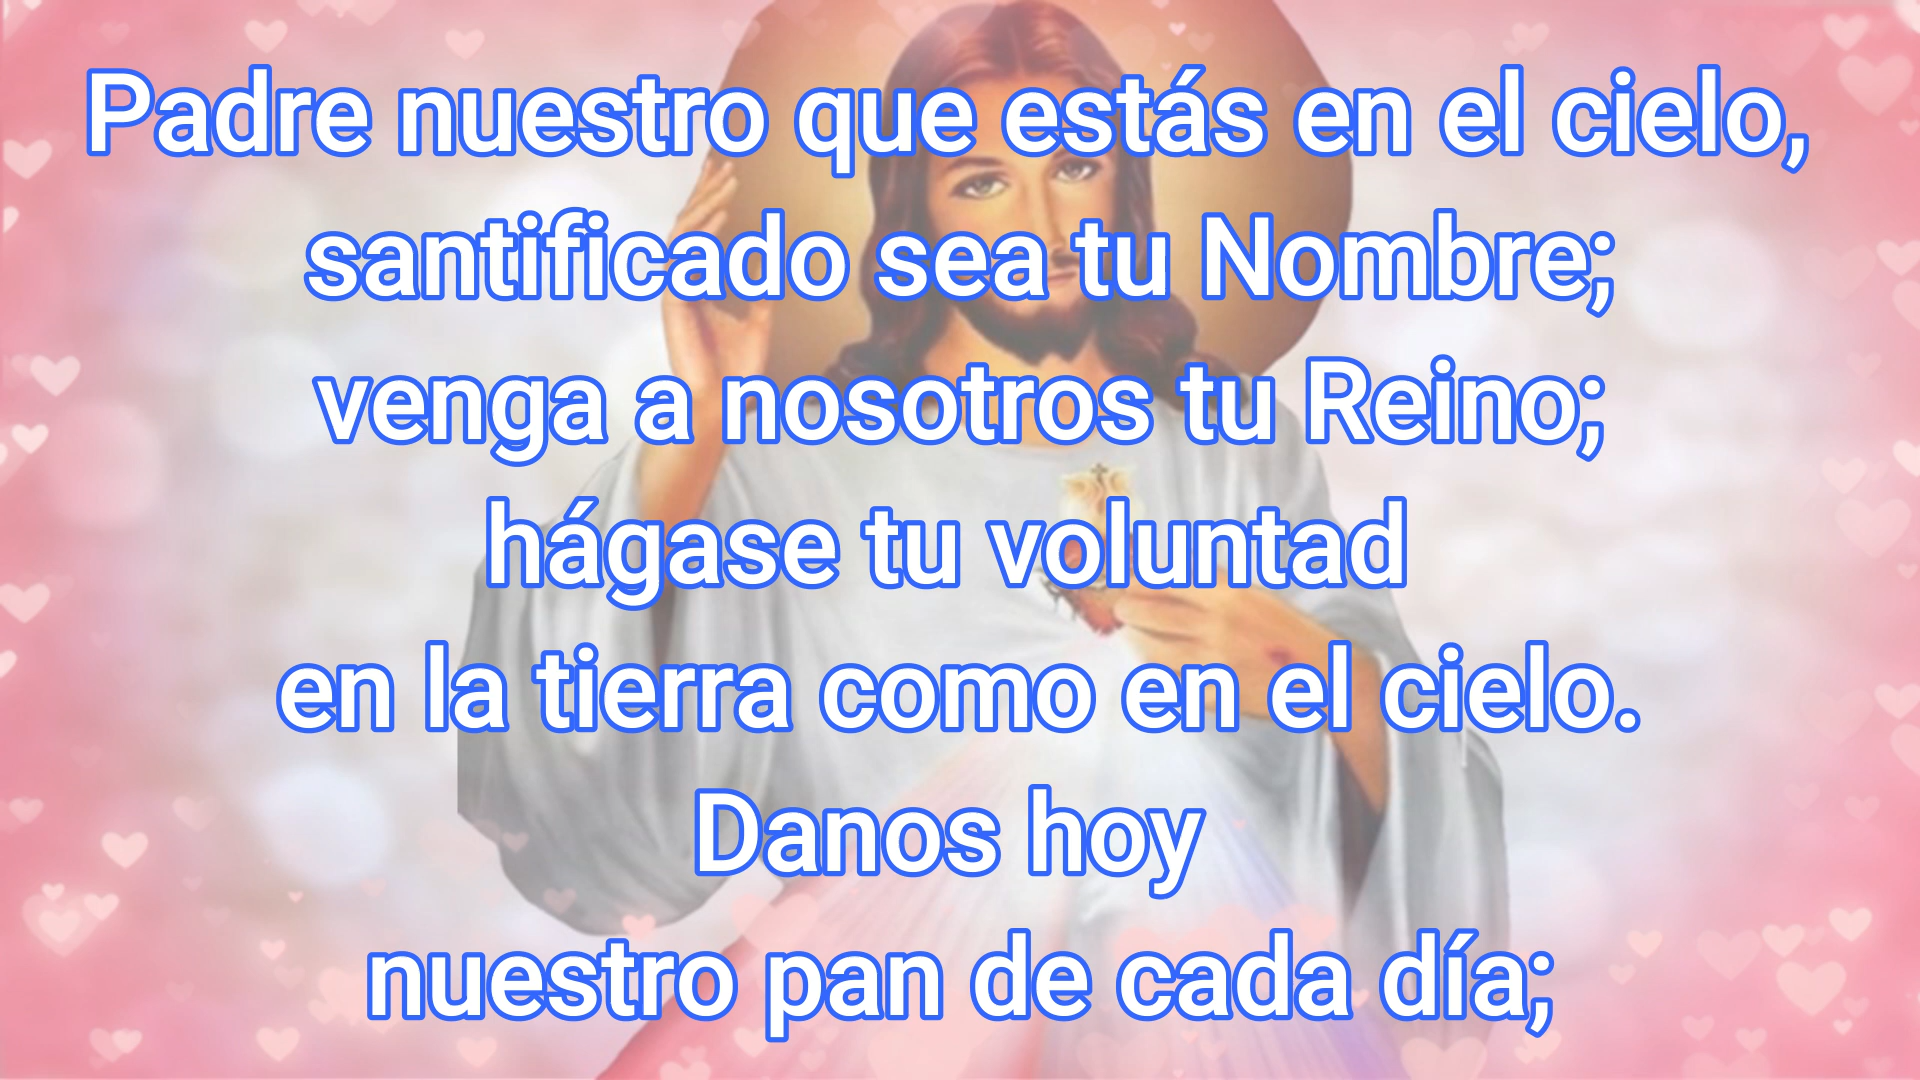 Padre nuestro que estás en el cielo,
santificado sea tu Nombre;
venga a nosotros tu Reino;
hágase tu voluntad
en la tierra como en el cielo.
Danos hoy
nuestro pan de cada día;